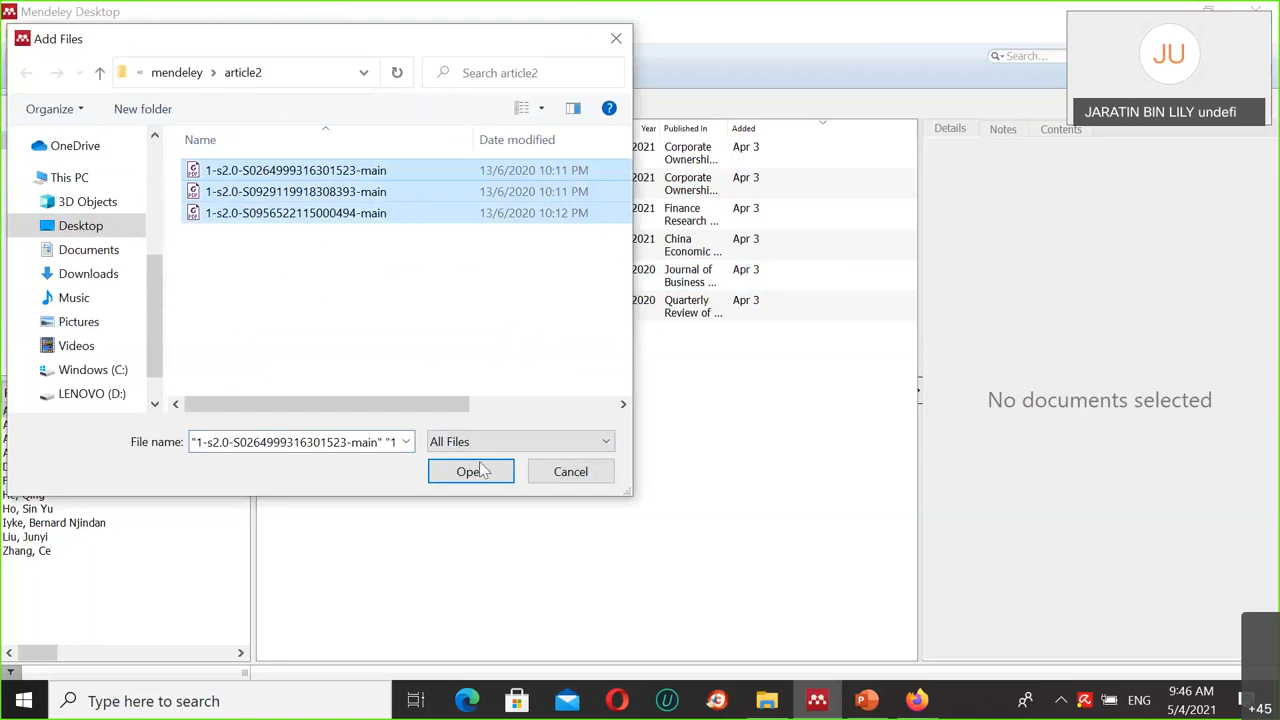 Mendeley Desktop
Add Files
« mendeley > article2
Search article2
Search...
JU
JARATIN BIN LILY undefi
Organize
New folder
Name
Date modified
OneDrive
This PC
3D Objects
Desktop
Documents
Downloads
Music
Pictures
Videos
Windows (C:)
LENOVO (D:)
1-s2.0-S0264999316301523-main 13/6/2020 10:11 PM
1-s2.0-S0929119918308393-main 13/6/2020 10:11 PM
1-s2.0-S0956522115000494-main 13/6/2020 10:12 PM
File name: "1-s2.0-S0264999316301523-main" "1
All Files
Cancel
Year Published In Added
2021 Corporate Ownershi... Apr 3
2021 Corporate Ownershi... Apr 3
2021 Finance Research ... Apr 3
2021 China Economic ... Apr 3
2020 Journal of Business ... Apr 3
2020 Quarterly Review of ... Apr 3
Details Notes Contents
No documents selected
Ho, Sin Yu
Iyke, Bernard Njindan
Liu, Junyi
Zhang, Ce
Type here to search
ENG
9:46 AM
5/4/2021
+45